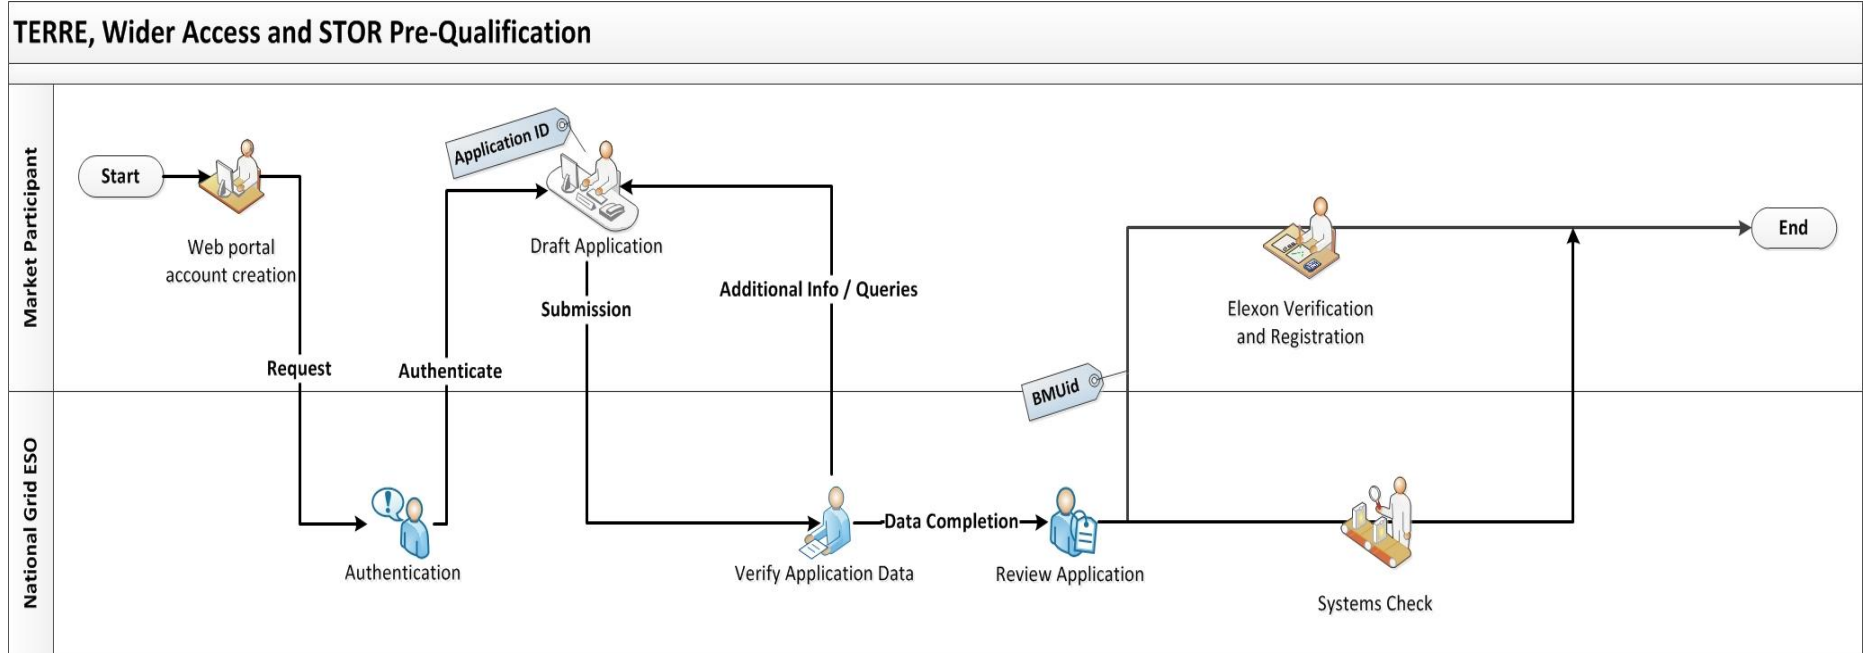 TERRE, Wider Access and STOR Pre-Qualification
Market Participant
Start
Web portal
account creation
Request
Authenticate
Application ID
Draft Application
Submission
Additional Info / Queries
BMUid
Elexon Verification
and Registration
End
National Grid ESO
Authentication
Verify Application Data
Data Completion
Review Application
Systems Check